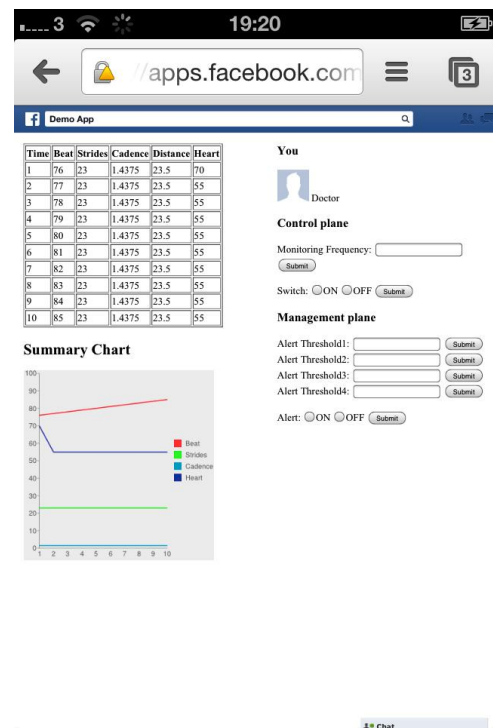 3 19:20
//apps.facebook.com 3
f Demo App
Time Beat Strides Cadence Distance Heart
1 76 23 1.4375 23.5 70
2 77 23 1.4375 23.5 55
3 78 23 1.4375 23.5 55
4 79 23 1.4375 23.5 55
5 80 23 1.4375 23.5 55
6 81 23 1.4375 23.5 55
7 82 23 1.4375 23.5 55
8 83 23 1.4375 23.5 55
9 84 23 1.4375 23.5 55
10 85 23 1.4375 23.5 55
Summary Chart
100
90
80
70
60
50
40
30
20
10
0
1 2 3 4 5 6 7 8 9 10
Beat
Strides
Cadence
Heart
You
Doctor
Control plane
Monitoring Frequency:
Submit
Switch: ON OFF Submit
Management plane
Alert Threshold1: Submit
Alert Threshold2: Submit
Alert Threshold3: Submit
Alert Threshold4: Submit
Alert: ON OFF Submit
Chat